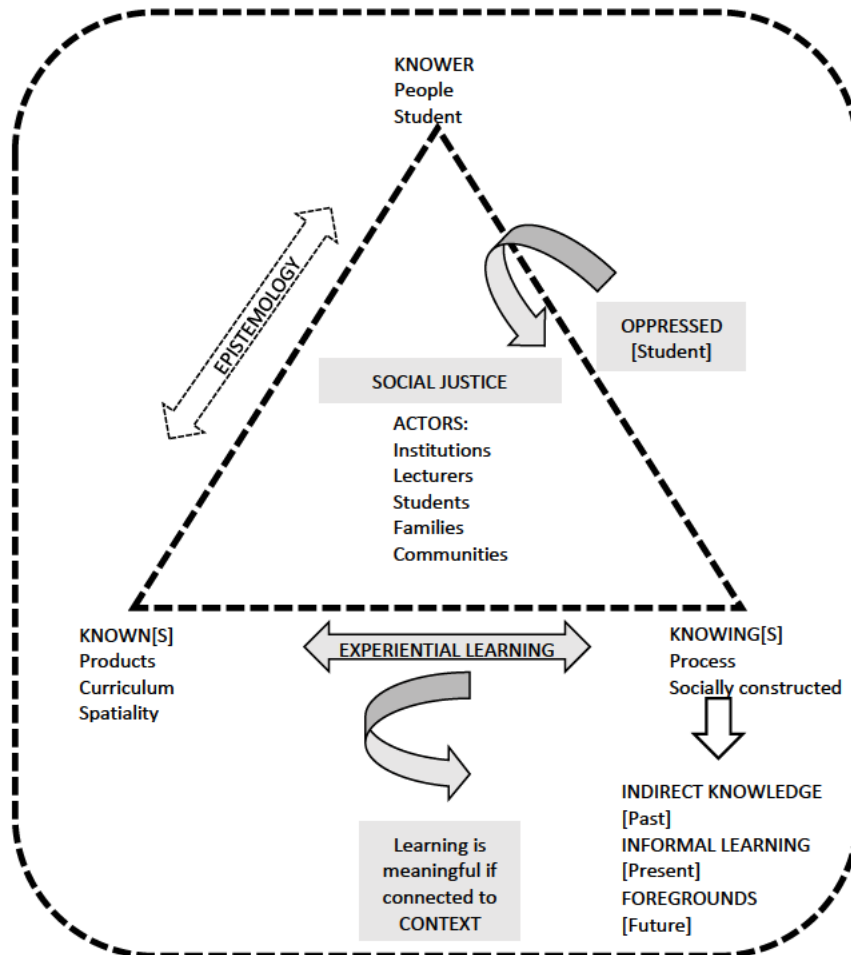 KNOWER
People
Student
EPISTEMOLOGY
OPPRESSED
[Student]
SOCIAL JUSTICE
ACTORS:
Institutions
Lecturers
Students
Families
Communities
KNOWN[S]
Products
Curriculum
Spatiality
EXPERIENTIAL LEARNING
KNOWING[S]
Process
Socially constructed
Learning is
meaningful if
connected to
CONTEXT
INDIRECT KNOWLEDGE
[Past]
INFORMAL LEARNING
[Present]
FOREGROUNDS
[Future]